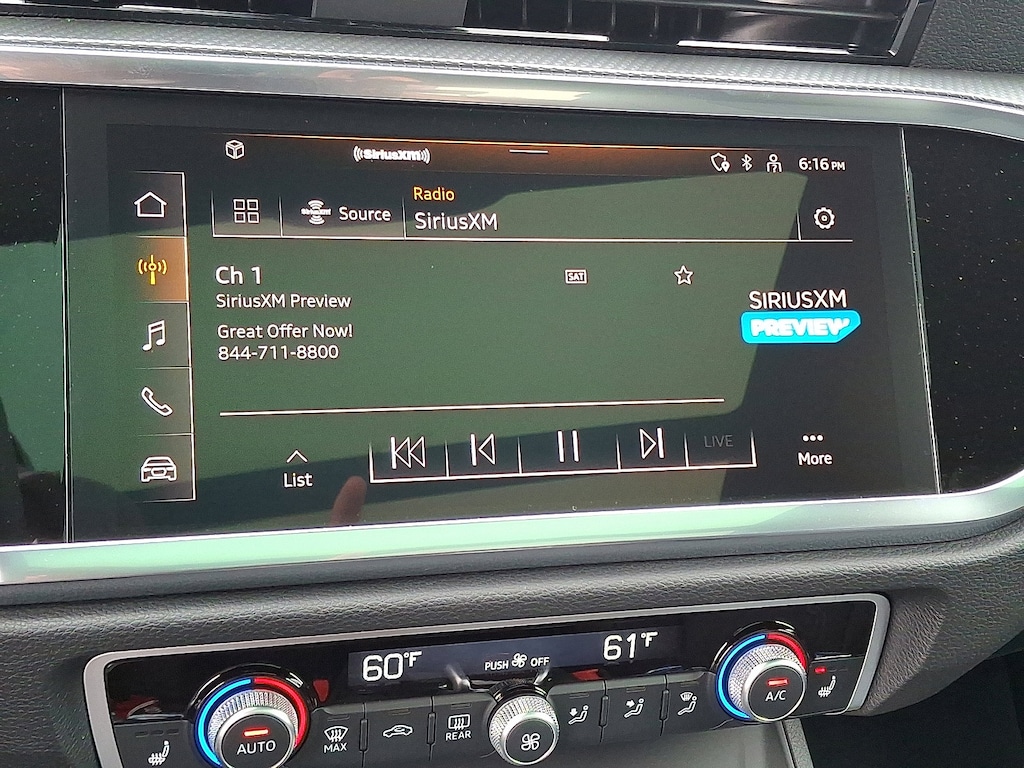 ((SiriusXM))
6:16 PM
Radio
SiriusXM
Source
SiriusXM
Ch 1
SAT
SiriusXM Preview
Great Offer Now!
844-711-8800
SIRIUSXM
PREVIEW
LIVE
List
More
60°F
PUSH OFF
61°F
AUTO
MAX
REAR
A/C